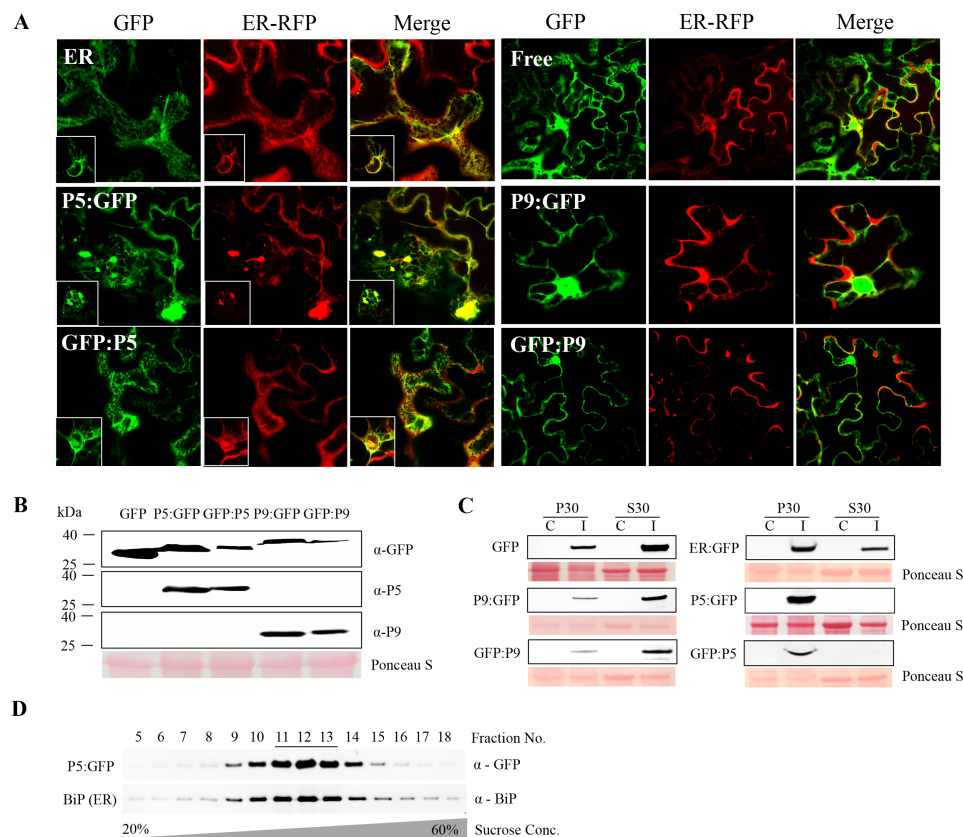 A
GFP ER-RFP Merge GFP ER-RFP Merge
ER Free
P5:GFP P9:GFP
GFP:P5 GFP:P9
B
kDa GFP P5:GFP GFP:P5 P9:GFP GFP:P9
40
25
α-GFP
40
25
α-P5
40
25
α-P9
Ponceau S
C
P30 S30 P30 S30
C I C I C I C I
GFP ER:GFP
Ponceau S
P9:GFP P5:GFP
Ponceau S
GFP:P9 GFP:P5
Ponceau S
D
5 6 7 8 9 10 11 12 13 14 15 16 17 18 Fraction No.
P5:GFP α - GFP
BiP (ER) α - BiP
20% 60% Sucrose Conc.